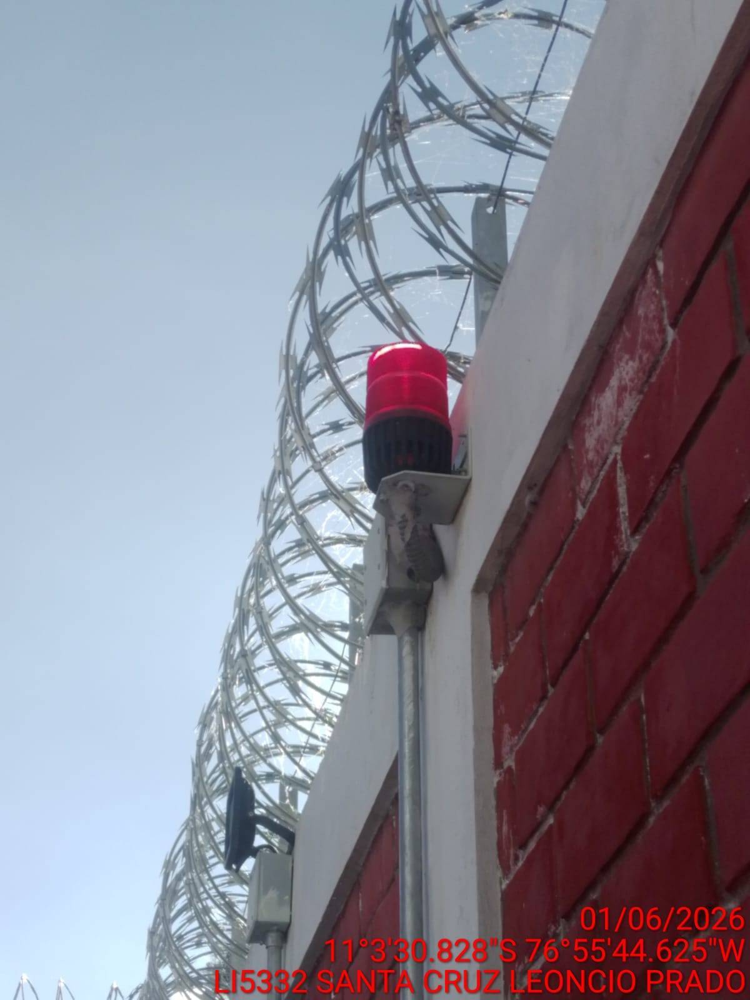 01/06/2026
11°3'30.828"S 76°55'44.625"W
LI5332 SANTA CRUZ LEONCIO PRADO